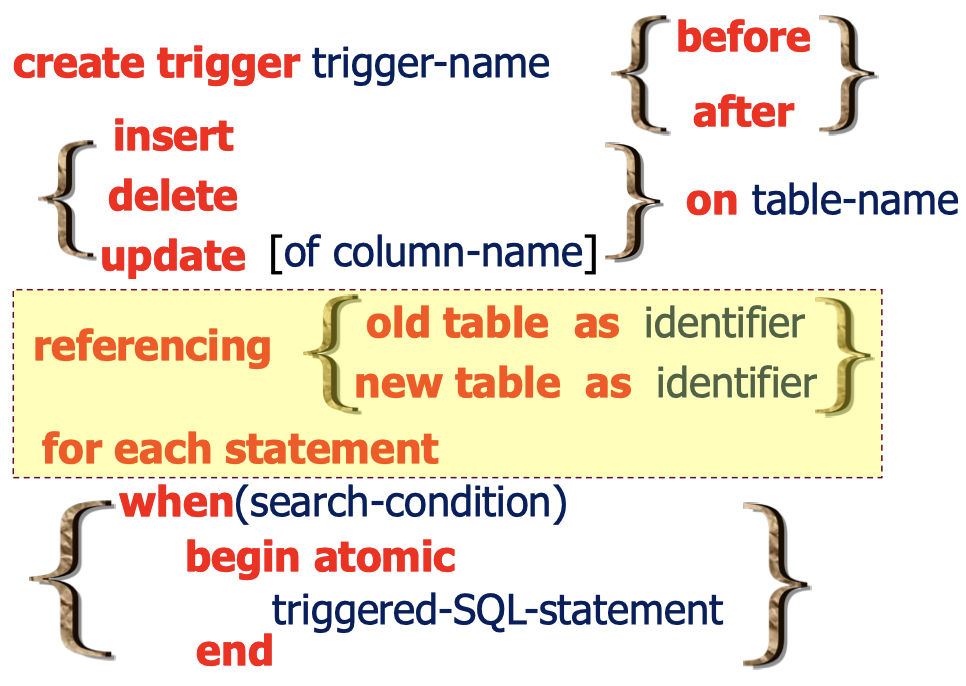 create trigger trigger-name
before
after
insert
delete
update [of column-name]
on table-name
referencing
old table as identifier
new table as identifier
for each statement
when(search-condition)
begin atomic
triggered-SQL-statement
end